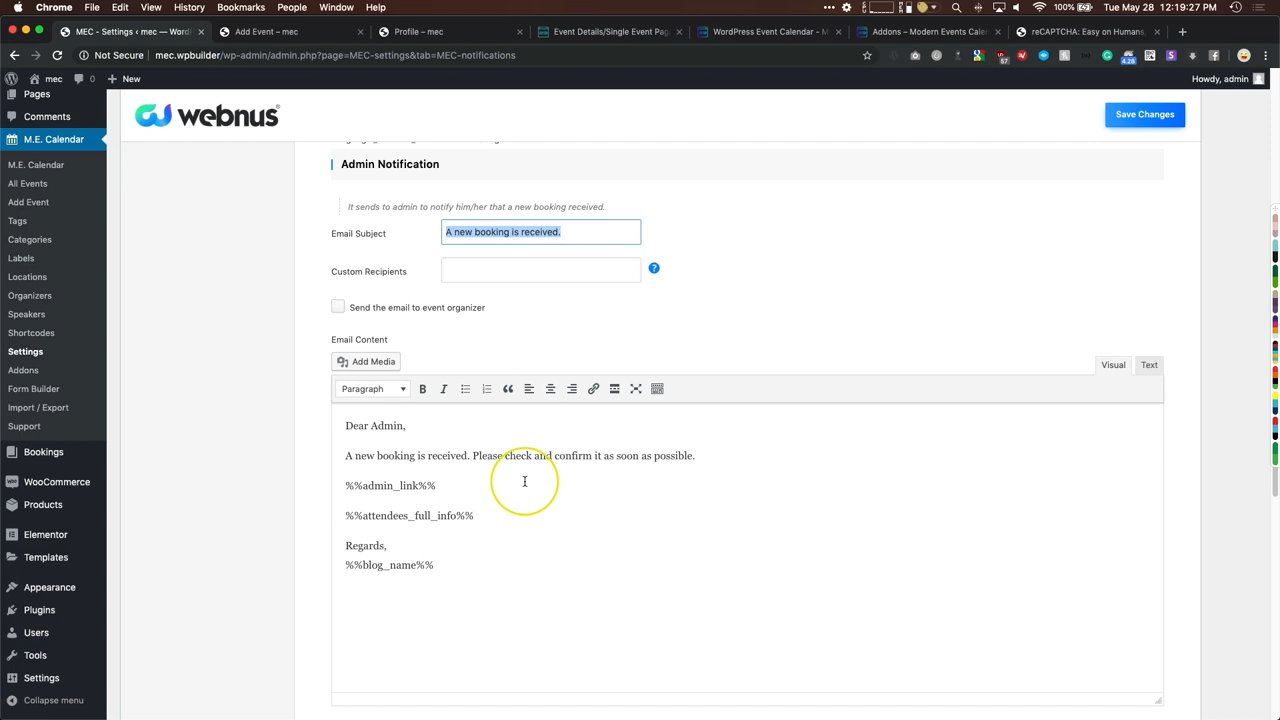 Chrome File Edit View History Bookmarks People Window Help
100% Tue May 28 12:19:27 PM
MEC - Settings ‹ mec — WordPr
Add Event – mec
Profile – mec
Event Details/Single Event Pag
WordPress Event Calendar - M
Addons – Modern Events Calen
reCAPTCHA: Easy on Humans,
Not Secure mec.wpbuilder/wp-admin/admin.php?page=MEC-settings&tab=MEC-notifications
57
4.28
mec 0 New
Howdy, admin
Pages
Comments
M.E. Calendar
M.E. Calendar
All Events
Add Event
Tags
Categories
Labels
Locations
Organizers
Speakers
Shortcodes
Settings
Addons
Form Builder
Import / Export
Support
Bookings
WooCommerce
Products
Elementor
Templates
Appearance
Plugins
Users
Tools
Settings
Collapse menu
webnus
Save Changes
Admin Notification
It sends to admin to notify him/her that a new booking received.
Email Subject
A new booking is received.
Custom Recipients
?
Send the email to event organizer
Email Content
Add Media
Visual
Text
Paragraph
B I
Dear Admin,
A new booking is received. Please check and confirm it as soon as possible.
%%admin_link%%
%%attendees_full_info%%
Regards,
%%blog_name%%